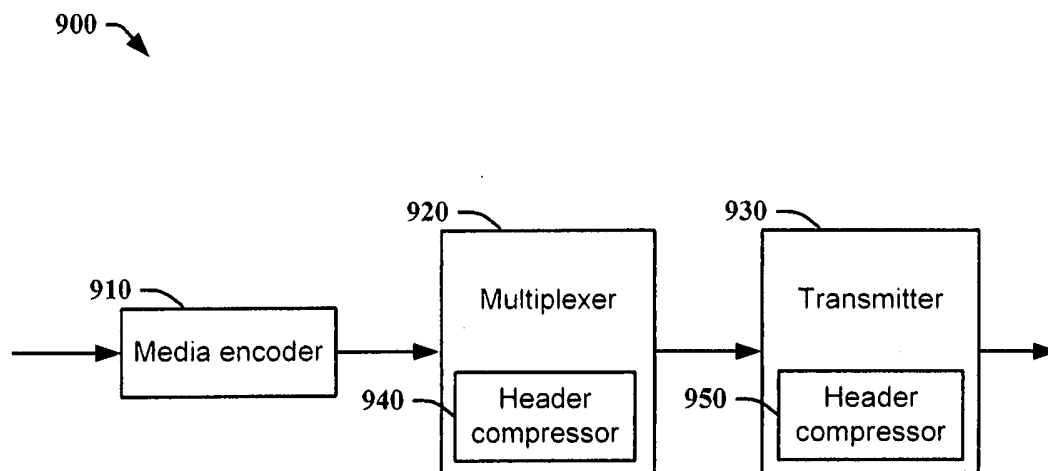 900
920
930
910
Multiplexer
Transmitter
Media encoder
940
Header
compressor
950
Header
compressor